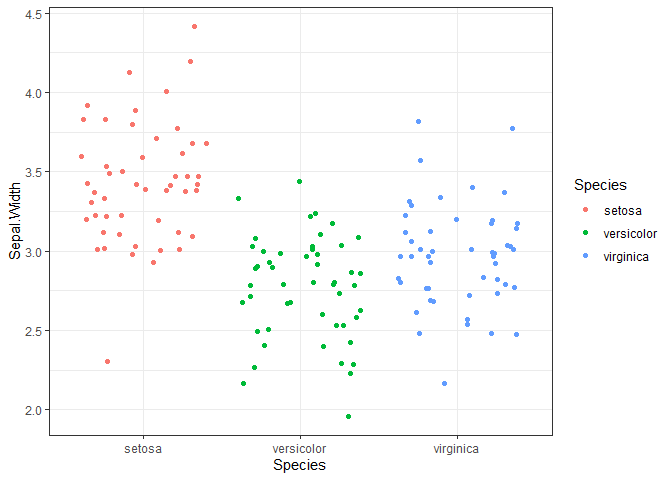 4.5
4.0
3.5
3.0
2.5
2.0
Sepal.Width
setosa
versicolor
virginica
Species
Species
setosa
versicolor
virginica